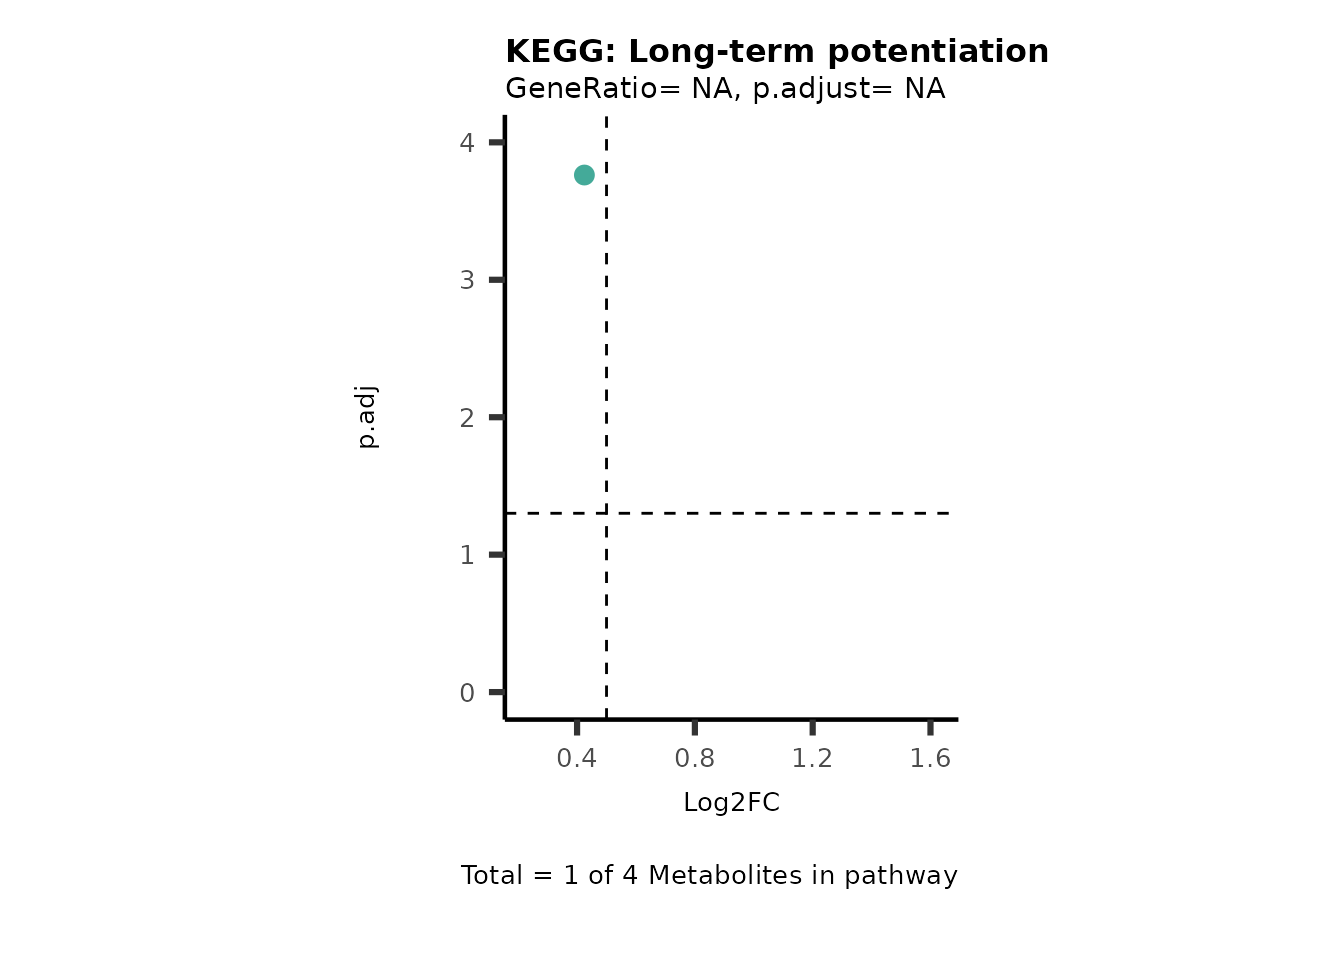 KEGG: Long-term potentiation
GeneRatio= NA, p.adjust= NA
4
3
2
1
0
p.adj
0.4 0.8 1.2 1.6
Log2FC
Total = 1 of 4 Metabolites in pathway